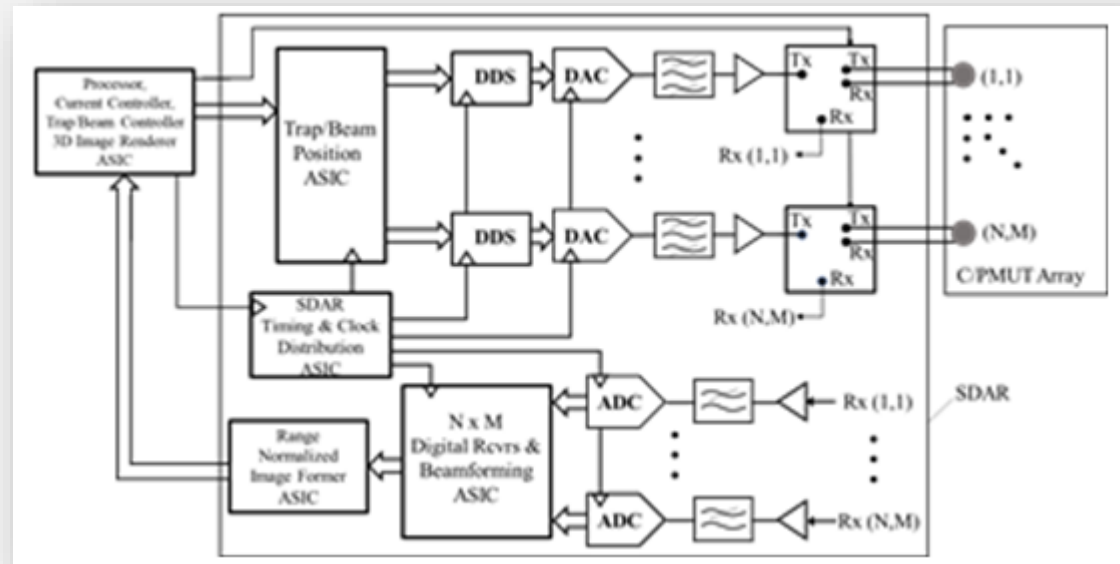 Processor,
Current Controller,
Trap/Beam Controller
3D Image Renderer
ASIC
Trap/Beam
Position
ASIC
DDS
DAC
Tx
Tx
Rx
Rx
Rx (1,1)
(1,1)
DDS
DAC
Tx
Tx
Rx
Rx
Rx (N,M)
(N,M)
C/PMUT Array
SDAR
Timing & Clock
Distribution
ASIC
Range
Normalized
Image Former
ASIC
N x M
Digital Rcvrs &
Beamforming
ASIC
ADC
Rx (1,1)
ADC
Rx (N,M)
SDAR